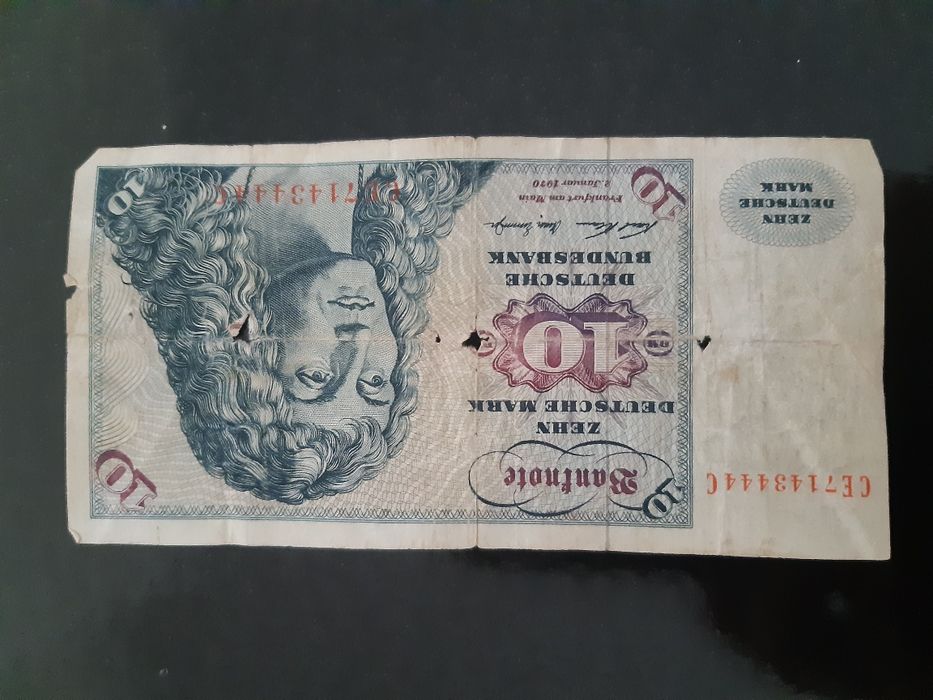 10
Banknote
ZEHN
DEUTSCHE MARK
DM 10
DEUTSCHE
BUNDESBANK
Frankfurt am Main
2. Januar 1970
10
10
CE7143444C
10
CE7143444C
ZEHN
DEUTSCHE
MARK